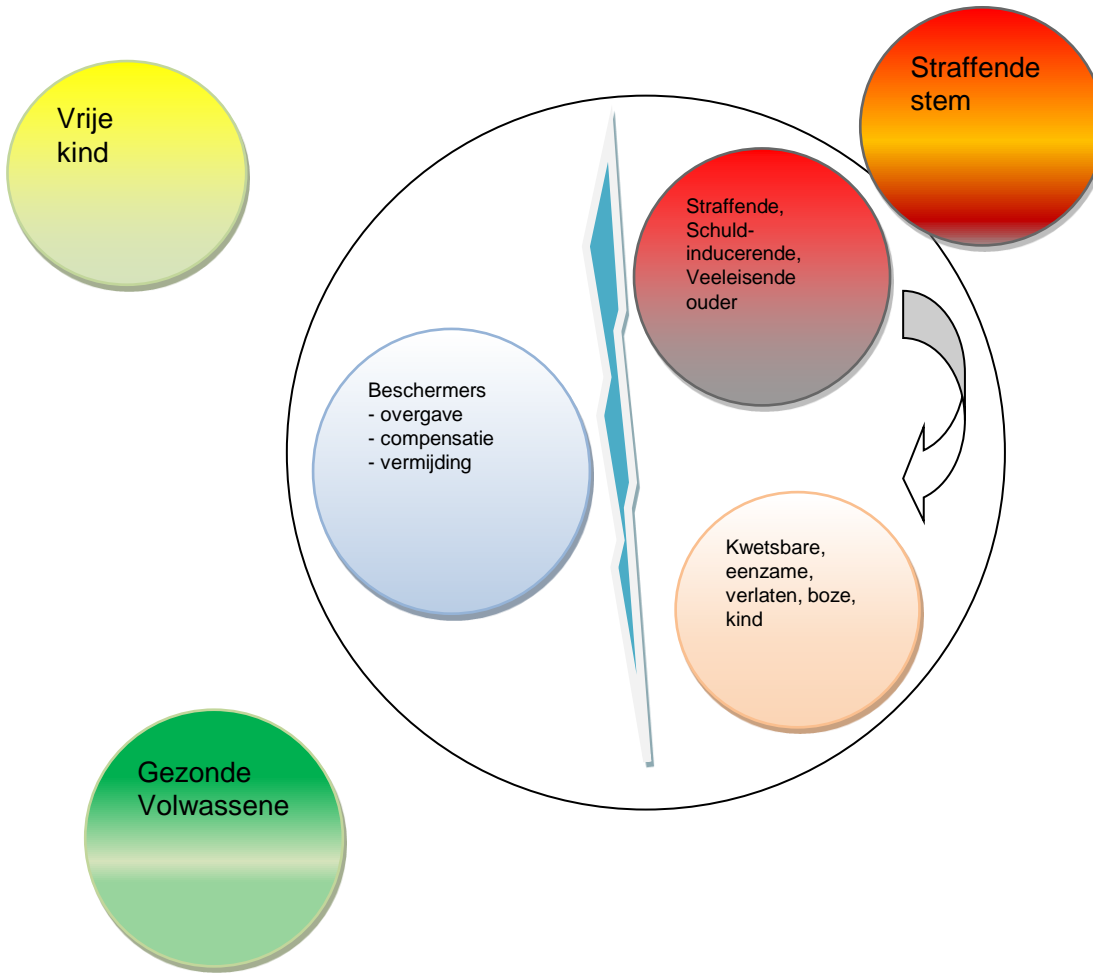 Vrije
kind
Straffende
stem
Straffende,
Schuld-
inducerende,
Veeleisende
ouder
Beschermers
- overgave
- compensatie
- vermijding
Kwetsbare,
eenzame,
verlaten, boze,
kind
Gezonde
Volwassene